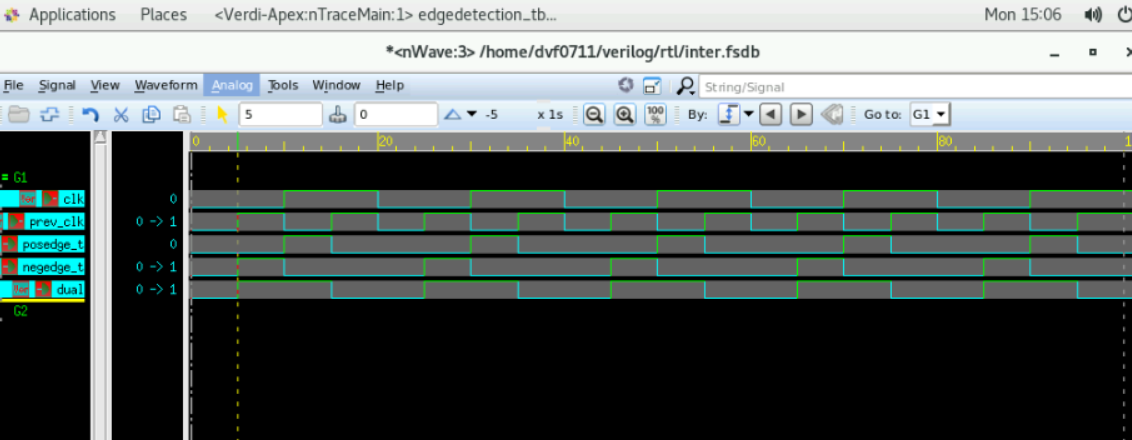 Applications Places <Verdi-Apex:nTraceMain:1> edgedetection_tb... Mon 15:06
*<nWave:3> /home/dvf0711/verilog/rtl/inter.fsdb
File Signal View Waveform Analog Tools Window Help String/Signal
5 0 -5 x 1s 100 % By: Go to: G1
0 20 40 60 80 1
= G1
clk 0
prev_clk 0 -> 1
posedge_t 0
negedge_t 0 -> 1
dual 0 -> 1
G2